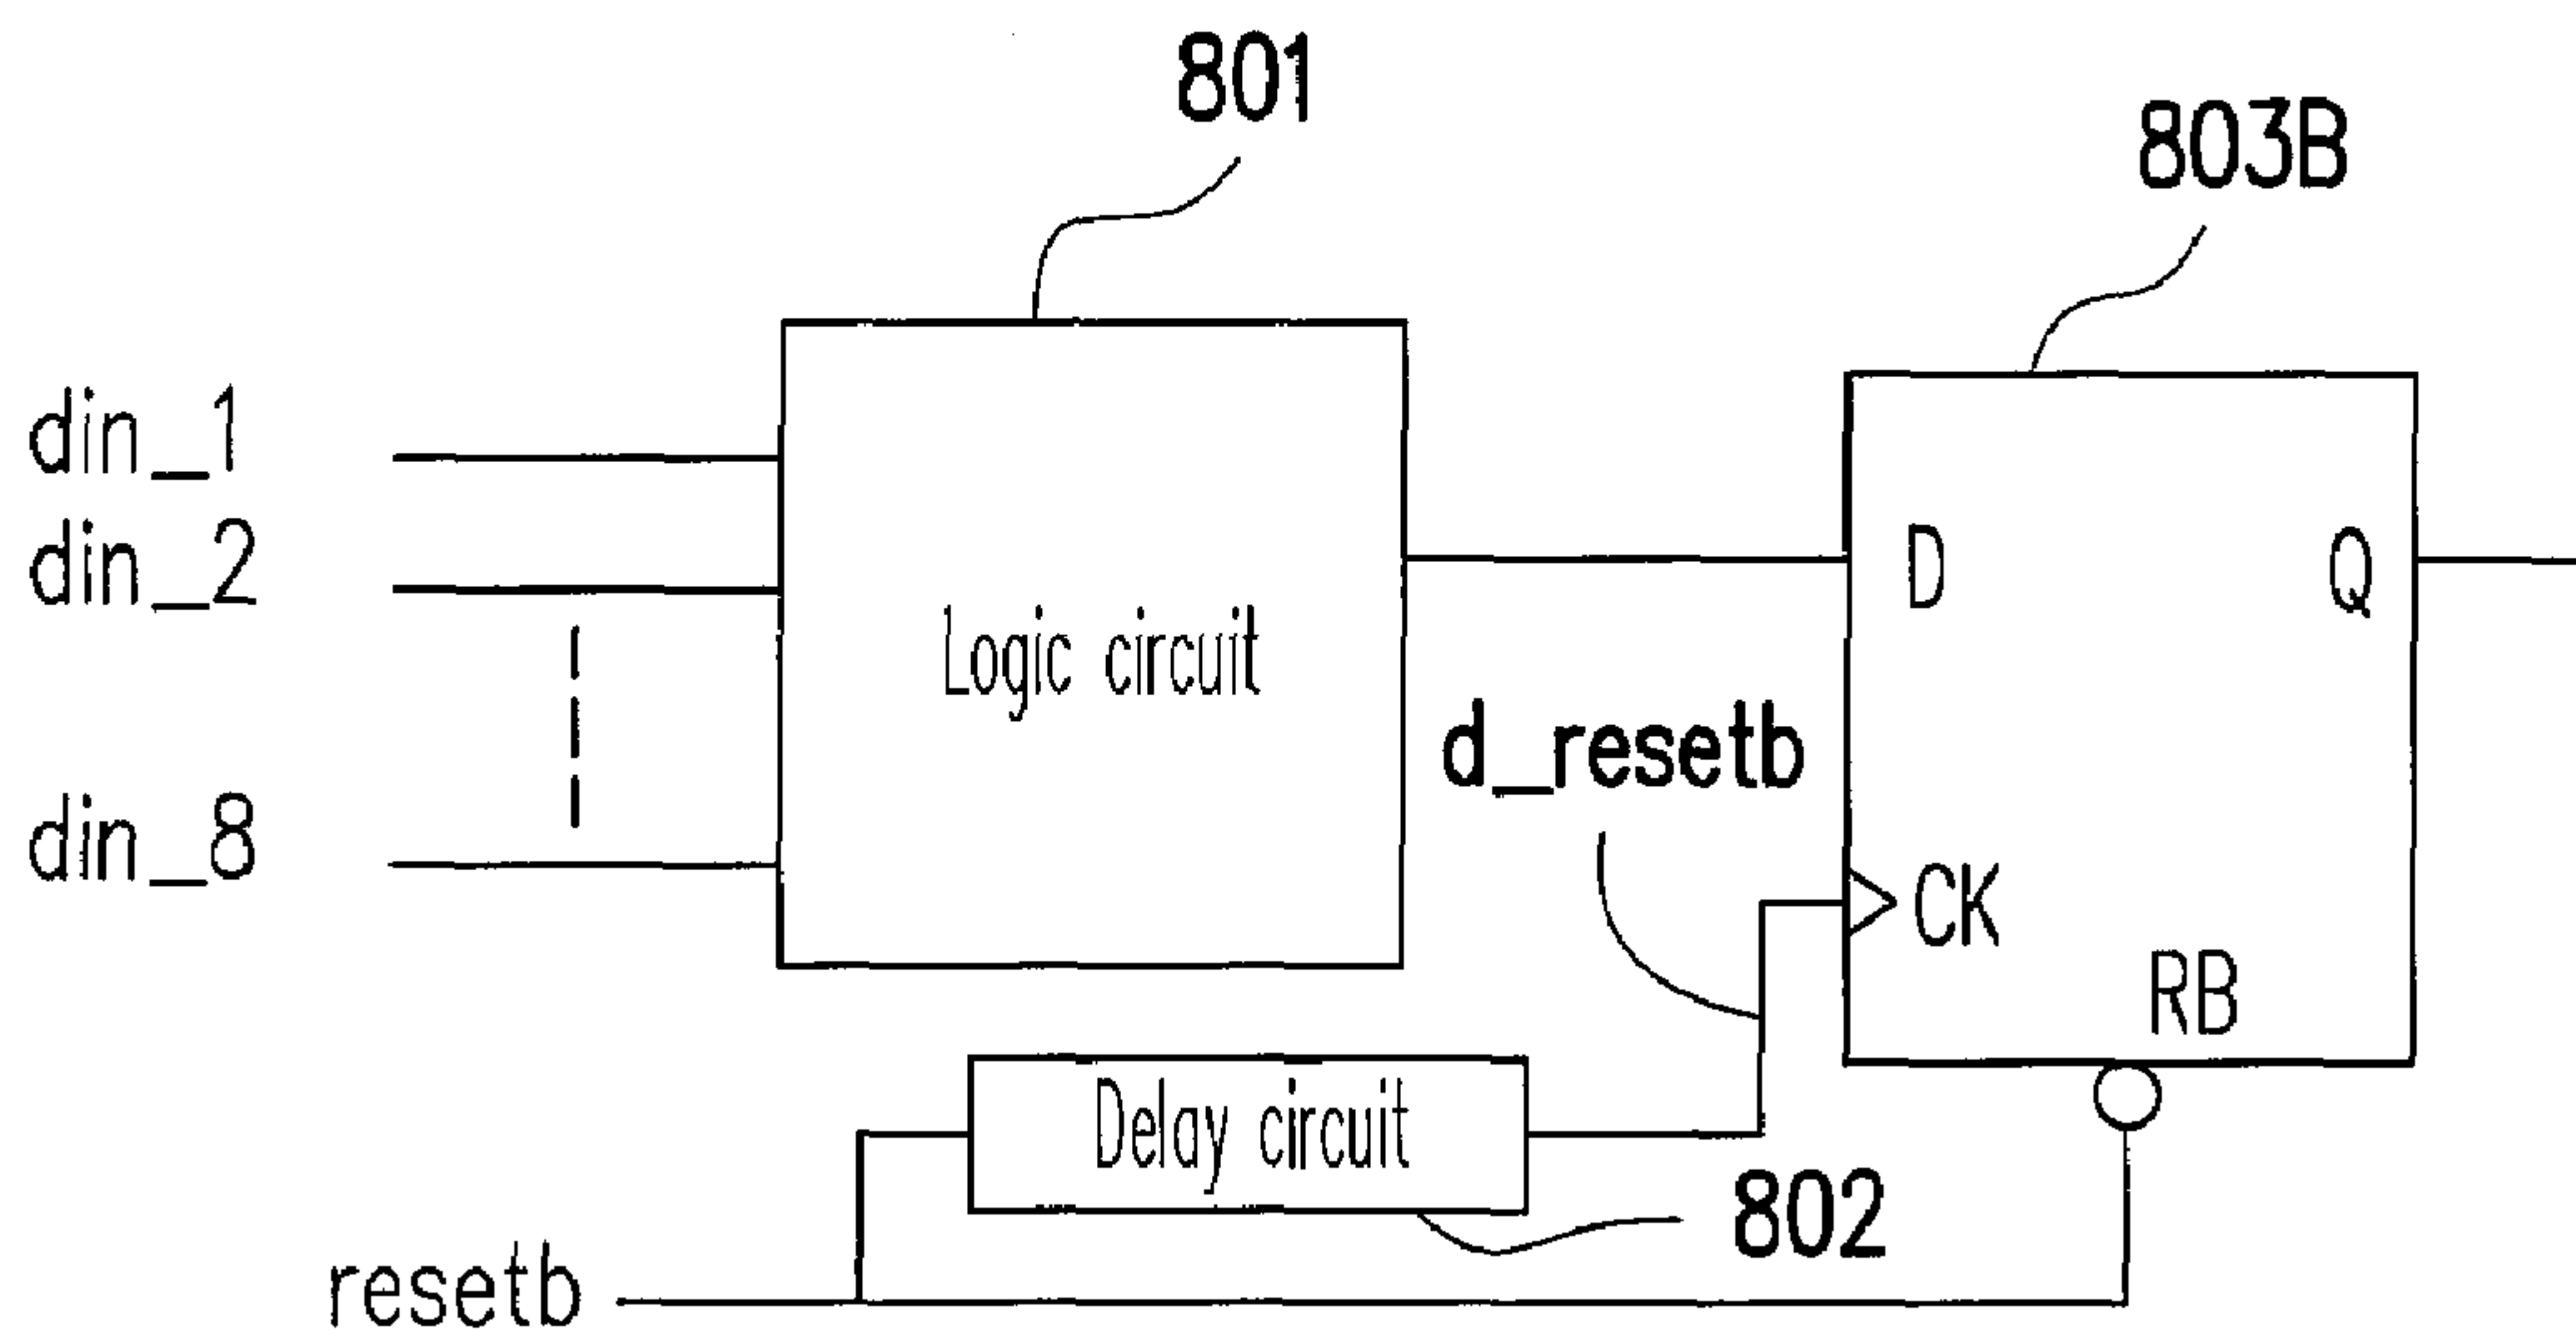 801
803B
din_1
din_2
D
Q
Logic circuit
d_resetb
din_8
CK
RB
Delay circuit
802
resetb